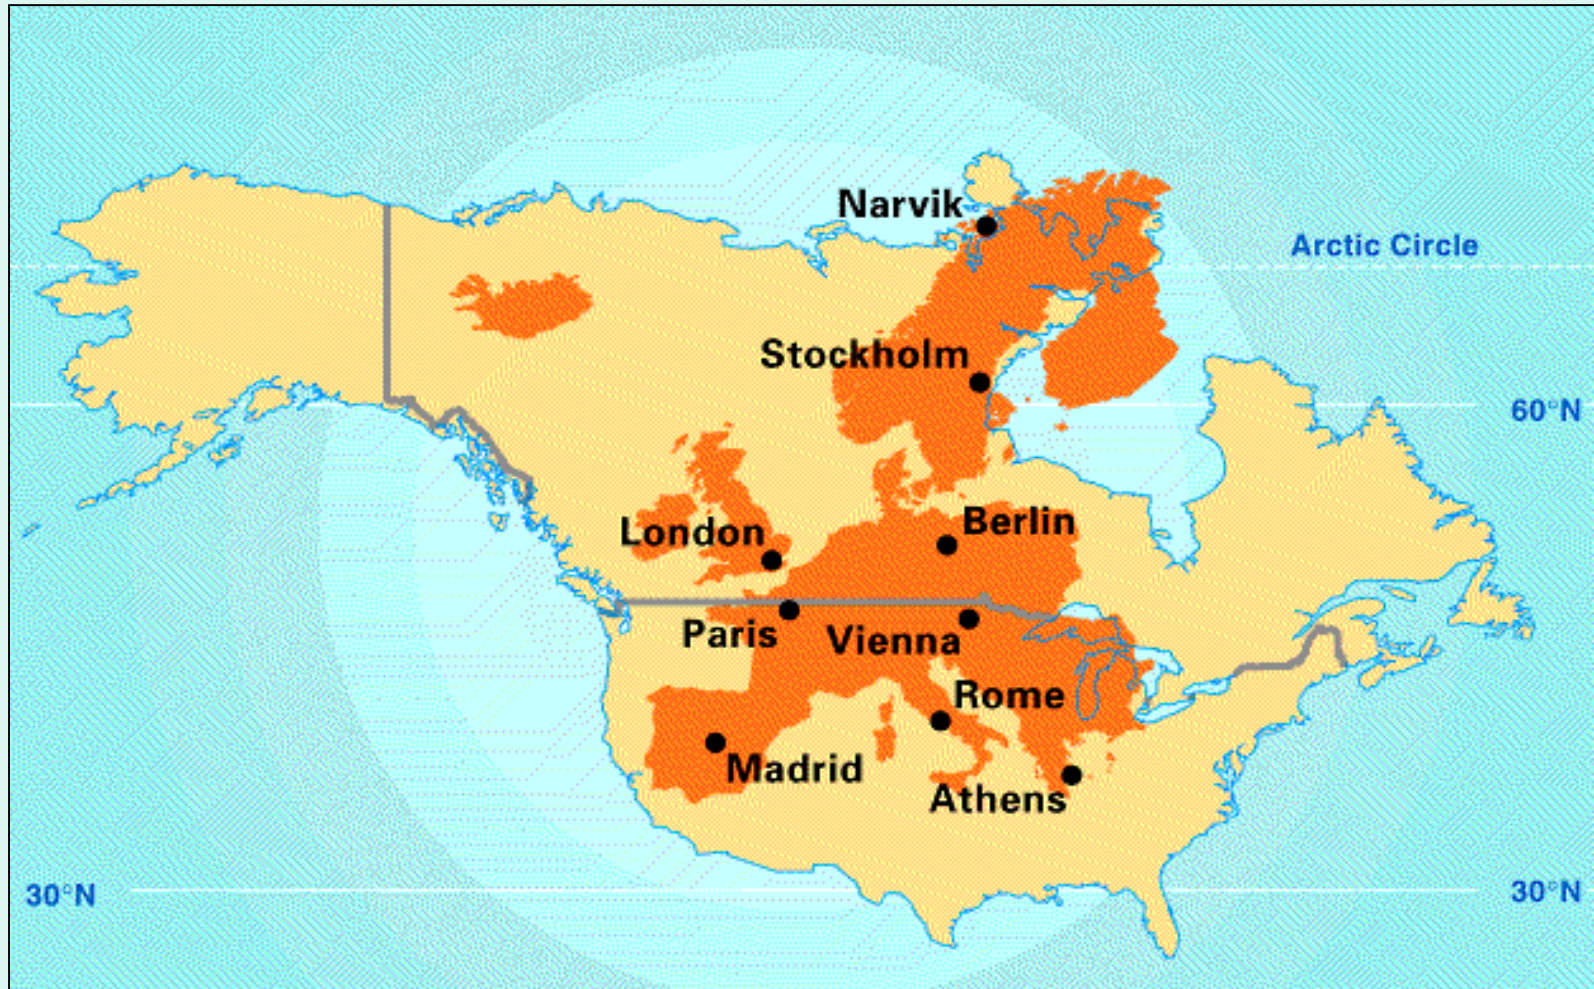 Narvik
Arctic Circle
Stockholm
60°N
London
Berlin
Paris
Vienna
Rome
Madrid
Athens
30°N
30°N